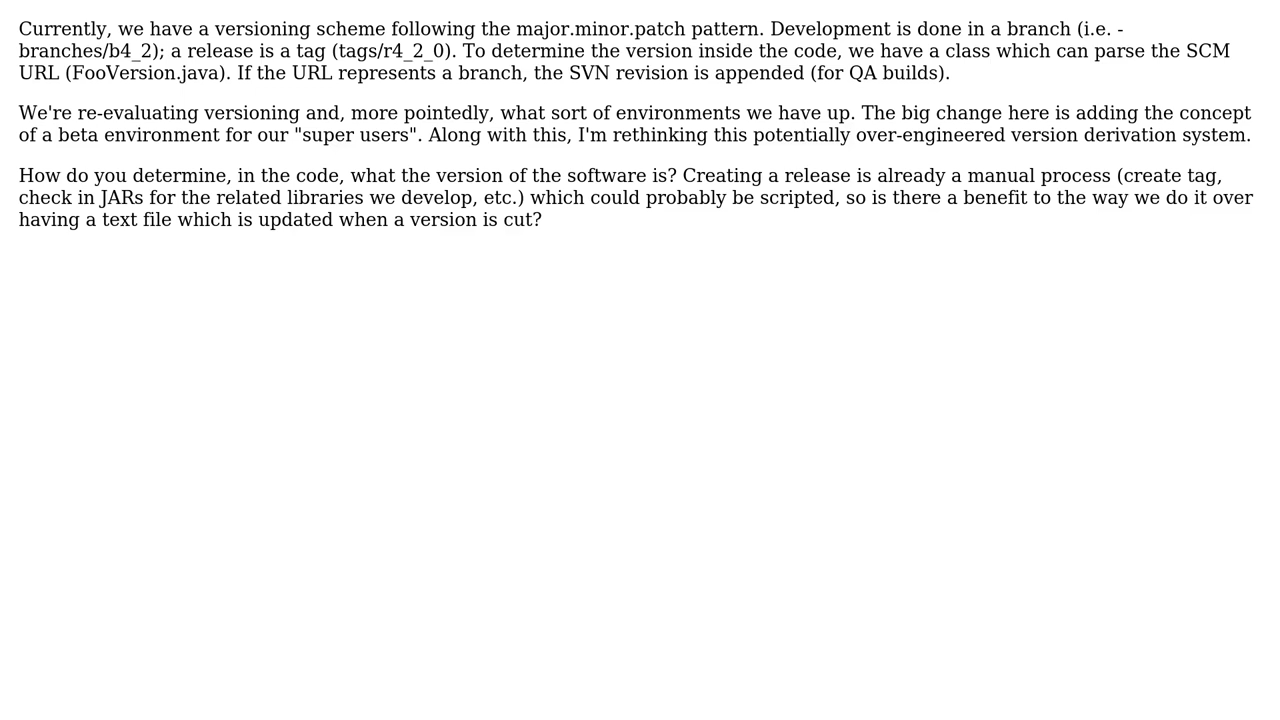 Currently, we have a versioning scheme following the major.minor.patch pattern. Development is done in a branch (i.e. -
branches/b4_2); a release is a tag (tags/r4_2_0). To determine the version inside the code, we have a class which can parse the SCM
URL (FooVersion.java). If the URL represents a branch, the SVN revision is appended (for QA builds).
We're re-evaluating versioning and, more pointedly, what sort of environments we have up. The big change here is adding the concept
of a beta environment for our "super users". Along with this, I'm rethinking this potentially over-engineered version derivation system.
How do you determine, in the code, what the version of the software is? Creating a release is already a manual process (create tag,
check in JARs for the related libraries we develop, etc.) which could probably be scripted, so is there a benefit to the way we do it over
having a text file which is updated when a version is cut?